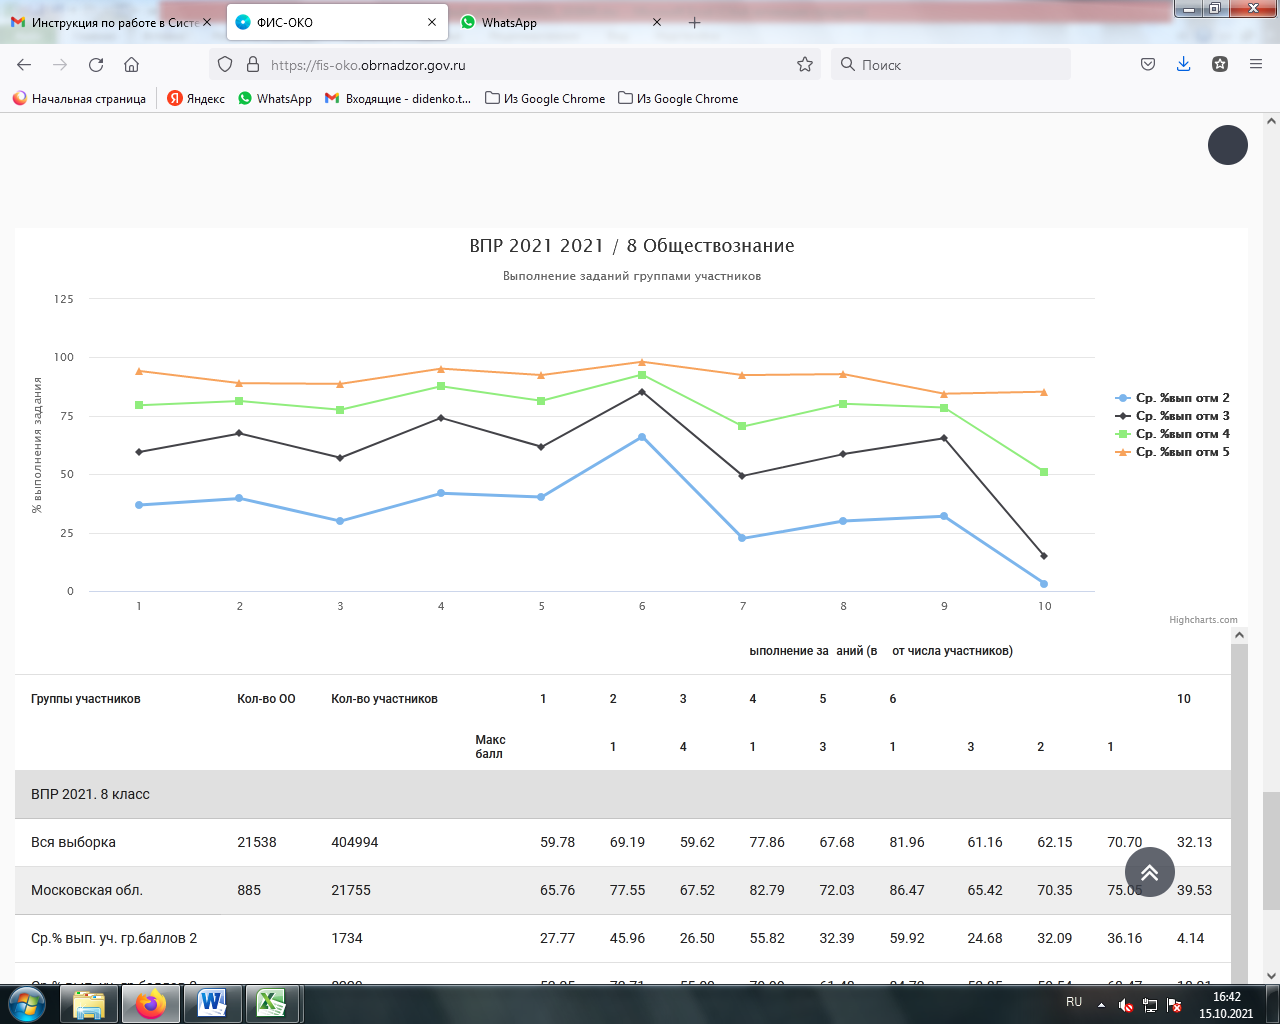 Инструкция по работе в Систе
ФИС-ОКО
WhatsApp
https://fis-oko.obrnadzor.gov.ru
Поиск
Начальная страница
Яндекс
WhatsApp
Входящие - didenko.t...
Из Google Chrome
Из Google Chrome
ВПР 2021 2021 / 8 Обществознание
Выполнение заданий группами участников
% выполнения задания
125
100
75
50
25
0
1 2 3 4 5 6 7 8 9 10
Ср. %вып отм 2
Ср. %вып отм 3
Ср. %вып отм 4
Ср. %вып отм 5
Highcharts.com
ыполнение за аний (в от числа участников)
Группы участников Кол-во ОО Кол-во участников 1 2 3 4 5 6 10
Макс балл 1 4 1 3 1 3 2 1
ВПР 2021. 8 класс
Вся выборка 21538 404994 59.78 69.19 59.62 77.86 67.68 81.96 61.16 62.15 70.70 32.13
Московская обл. 885 21755 65.76 77.55 67.52 82.79 72.03 86.47 65.42 70.35 75.05 39.53
Ср.% вып. уч. гр.баллов 2 1734 27.77 45.96 26.50 55.82 32.39 59.92 24.68 32.09 36.16 4.14
RU
16:42
15.10.2021